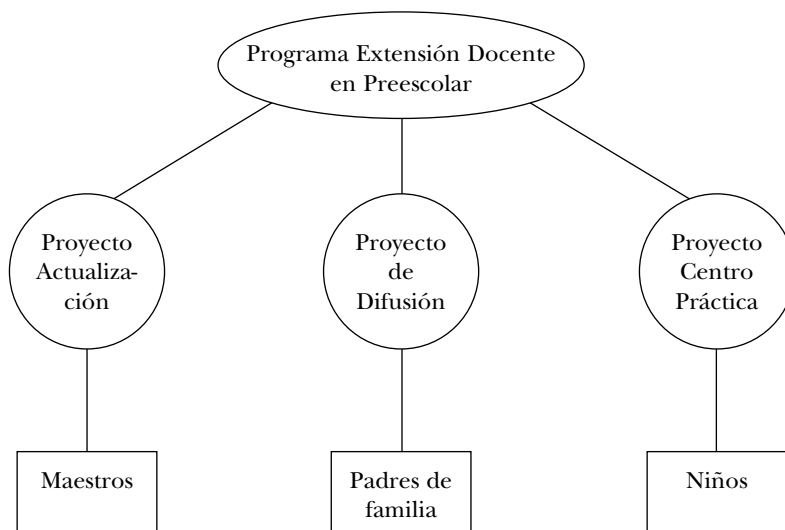 Programa Extensión Docente
en Preescolar
Proyecto
Actualiza-
ción
Proyecto
de
Difusión
Proyecto
Centro
Práctica
Maestros
Padres de
familia
Niños